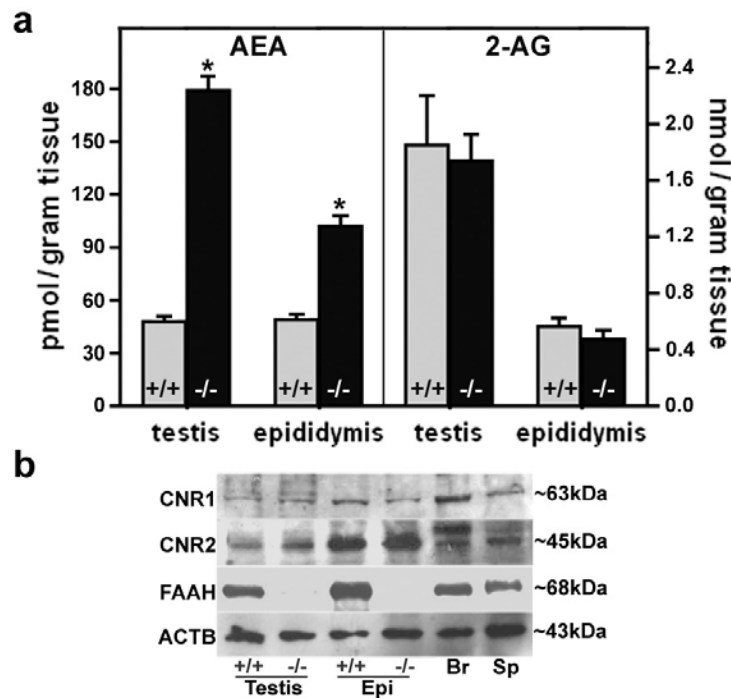 a
AEA
2-AG
pmol/gram tissue
180
150
120
90
60
30
0
*
*
+/+
-/-
+/+
-/-
+/+
-/-
+/+
-/-
2.4
2.0
1.6
1.2
0.8
0.4
0.0
nmol/gram tissue
testis epididymis testis epididymis
b
CNR1 ~63kDa
CNR2 ~45kDa
FAAH ~68kDa
ACTB ~43kDa
+/+ -/- +/+ -/- Br Sp
Testis Epi